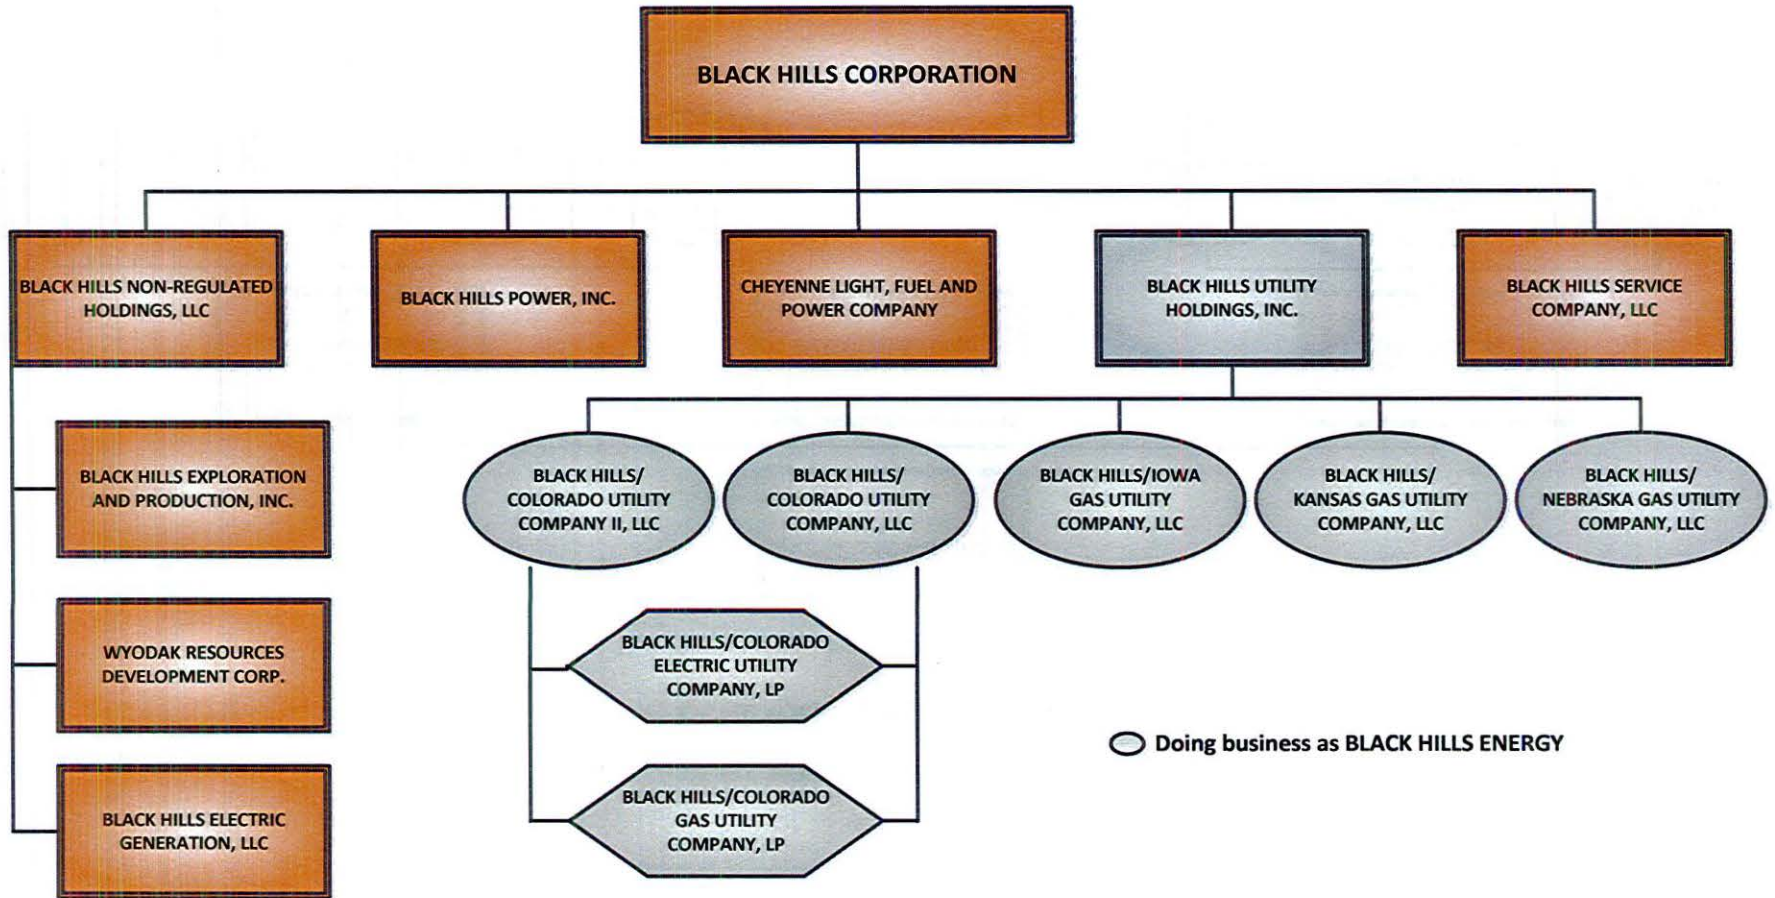 BLACK HILLS CORPORATION
BLACK HILLS NON-REGULATED
HOLDINGS, LLC
BLACK HILLS POWER, INC.
CHEYENNE LIGHT, FUEL AND
POWER COMPANY
BLACK HILLS UTILITY
HOLDINGS, INC.
BLACK HILLS SERVICE
COMPANY, LLC
BLACK HILLS EXPLORATION
AND PRODUCTION, INC.
WYODAK RESOURCES
DEVELOPMENT CORP.
BLACK HILLS ELECTRIC
GENERATION, LLC
BLACK HILLS/
COLORADO UTILITY
COMPANY II, LLC
BLACK HILLS/
COLORADO UTILITY
COMPANY, LLC
BLACK HILLS/IOWA
GAS UTILITY
COMPANY, LLC
BLACK HILLS/
KANSAS GAS UTILITY
COMPANY, LLC
BLACK HILLS/
NEBRASKA GAS UTILITY
COMPANY, LLC
BLACK HILLS/COLORADO
ELECTRIC UTILITY
COMPANY, LP
BLACK HILLS/COLORADO
GAS UTILITY
COMPANY, LP
Doing business as BLACK HILLS ENERGY